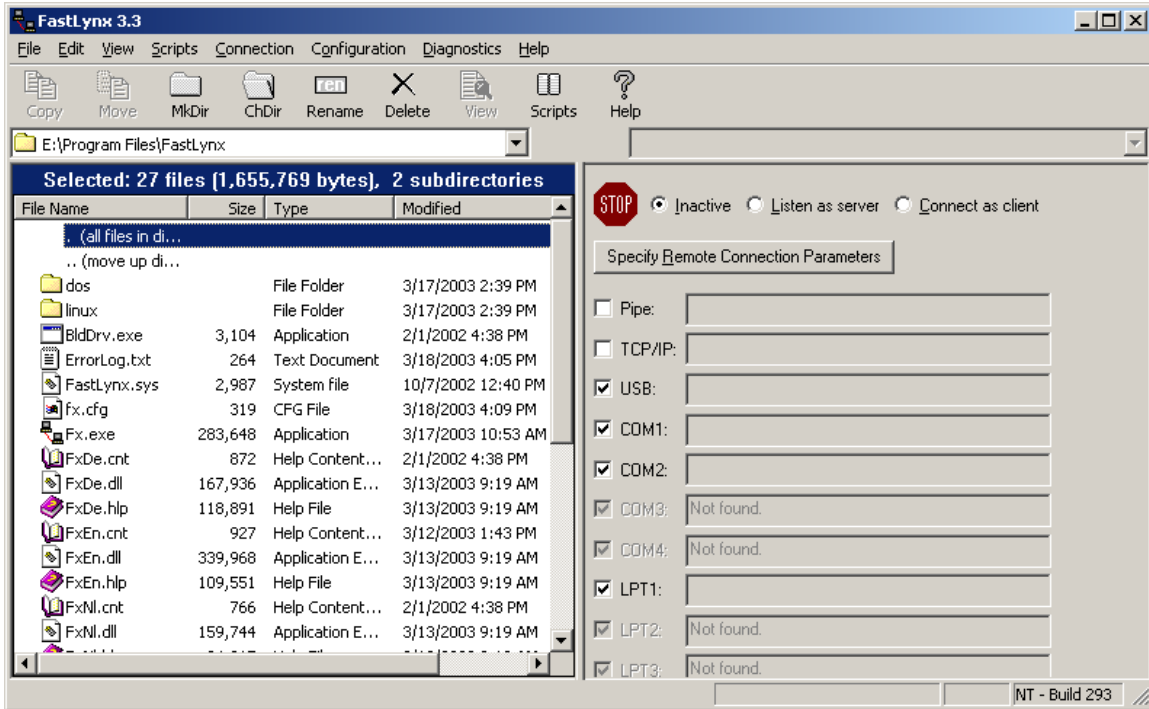 FastLynx 3.3
File Edit View Scripts Connection Configuration Diagnostics Help
ren
Copy Move MkDir ChDir Rename Delete View Scripts Help
E:\Program Files\FastLynx
Selected: 27 files (1,655,769 bytes), 2 subdirectories
File Name Size Type Modified
. (all files in di...
.. (move up di...
dos File Folder 3/17/2003 2:39 PM
linux File Folder 3/17/2003 2:39 PM
BldDrv.exe 3,104 Application 2/1/2002 4:38 PM
ErrorLog.txt 264 Text Document 3/18/2003 4:05 PM
FastLynx.sys 2,987 System file 10/7/2002 12:40 PM
fx.cfg 319 CFG File 3/18/2003 4:09 PM
Fx.exe 283,648 Application 3/17/2003 10:53 AM
FxDe.cnt 872 Help Content... 2/1/2002 4:38 PM
FxDe.dll 167,936 Application E... 3/13/2003 9:19 AM
FxDe.hlp 118,891 Help File 3/13/2003 9:19 AM
FxEn.cnt 927 Help Content... 3/12/2003 1:43 PM
FxEn.dll 339,968 Application E... 3/13/2003 9:19 AM
FxEn.hlp 109,551 Help File 3/13/2003 9:19 AM
FxNl.cnt 766 Help Content... 2/1/2002 4:38 PM
FxNl.dll 159,744 Application E... 3/13/2003 9:19 AM
STOP Inactive Listen as server Connect as client
Specify Remote Connection Parameters
Pipe:
TCP/IP:
USB:
COM1:
COM2:
COM3: Not found.
COM4: Not found.
LPT1:
LPT2: Not found.
LPT3: Not found.
NT - Build 293